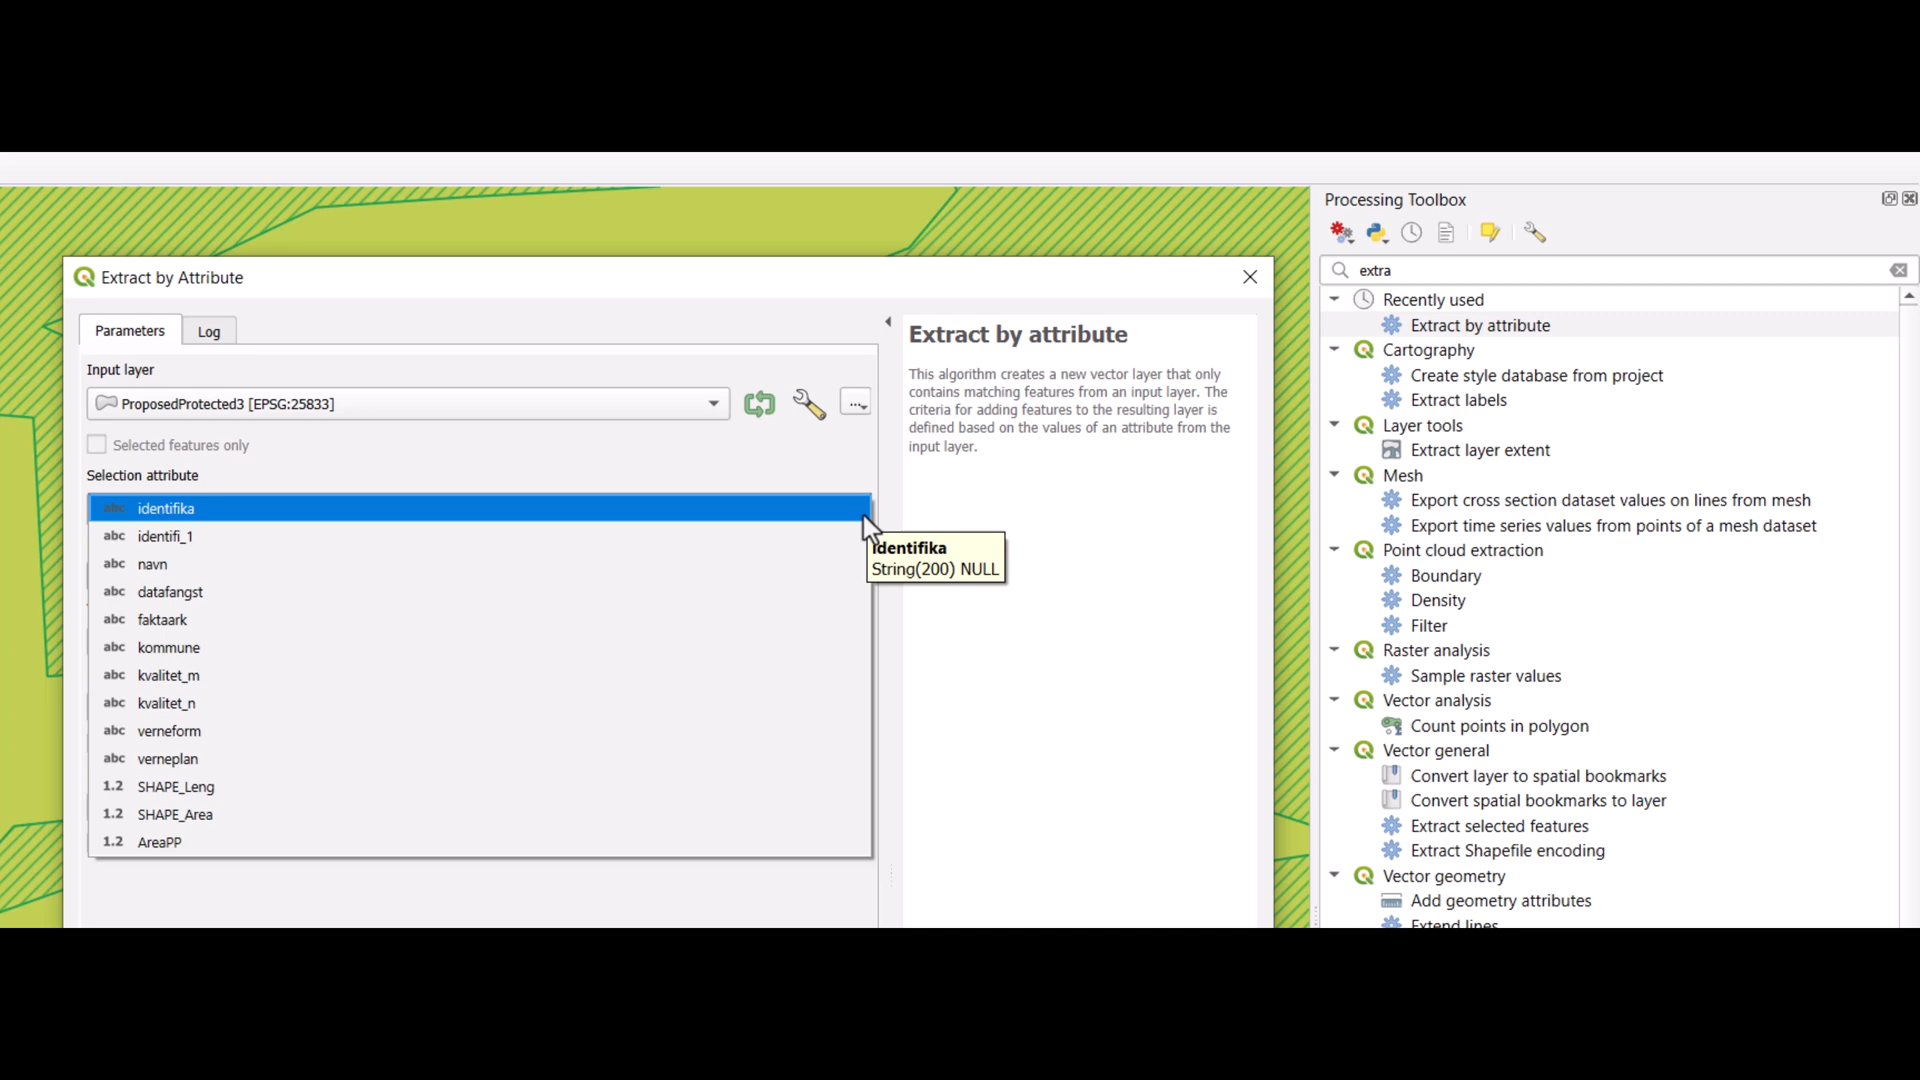 Processing Toolbox
extra
Recently used
Extract by attribute
Cartography
Create style database from project
Extract labels
Layer tools
Extract layer extent
Mesh
Export cross section dataset values on lines from mesh
Export time series values from points of a mesh dataset
Point cloud extraction
Boundary
Density
Filter
Raster analysis
Sample raster values
Vector analysis
Count points in polygon
Vector general
Convert layer to spatial bookmarks
Convert spatial bookmarks to layer
Extract selected features
Extract Shapefile encoding
Vector geometry
Add geometry attributes
Extend lines
Extract by Attribute
Parameters
Log
Input layer
ProposedProtected3 [EPSG:25833]
...
Selected features only
Selection attribute
abc identifika
abc identifi_1
abc navn
abc datafangst
abc faktaark
abc kommune
abc kvalitet_m
abc kvalitet_n
abc verneform
abc verneplan
1.2 SHAPE_Leng
1.2 SHAPE_Area
1.2 AreaPP
identifika
String(200) NULL
Extract by attribute
This algorithm creates a new vector layer that only
contains matching features from an input layer. The
criteria for adding features to the resulting layer is
defined based on the values of an attribute from the
input layer.